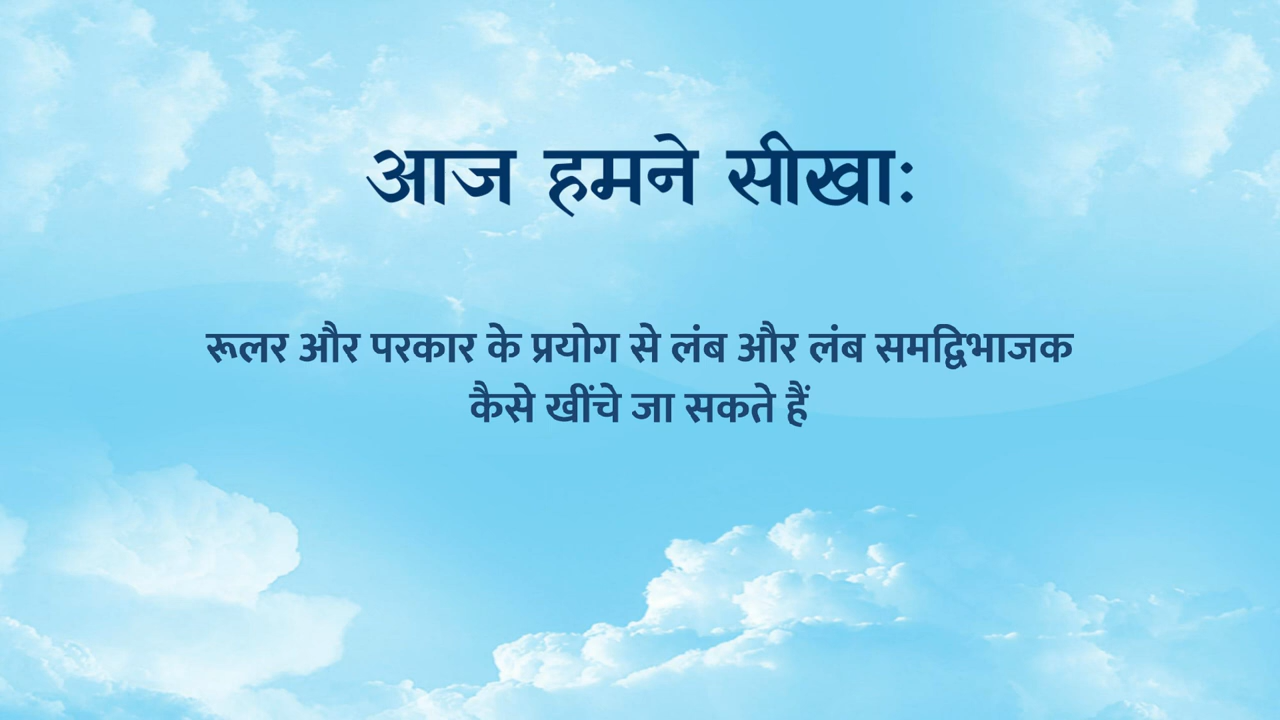 आज हमने सीखा:
रूलर और परकार के प्रयोग से लंब और लंब समद्विभाजक
कैसे खींचे जा सकते हैं